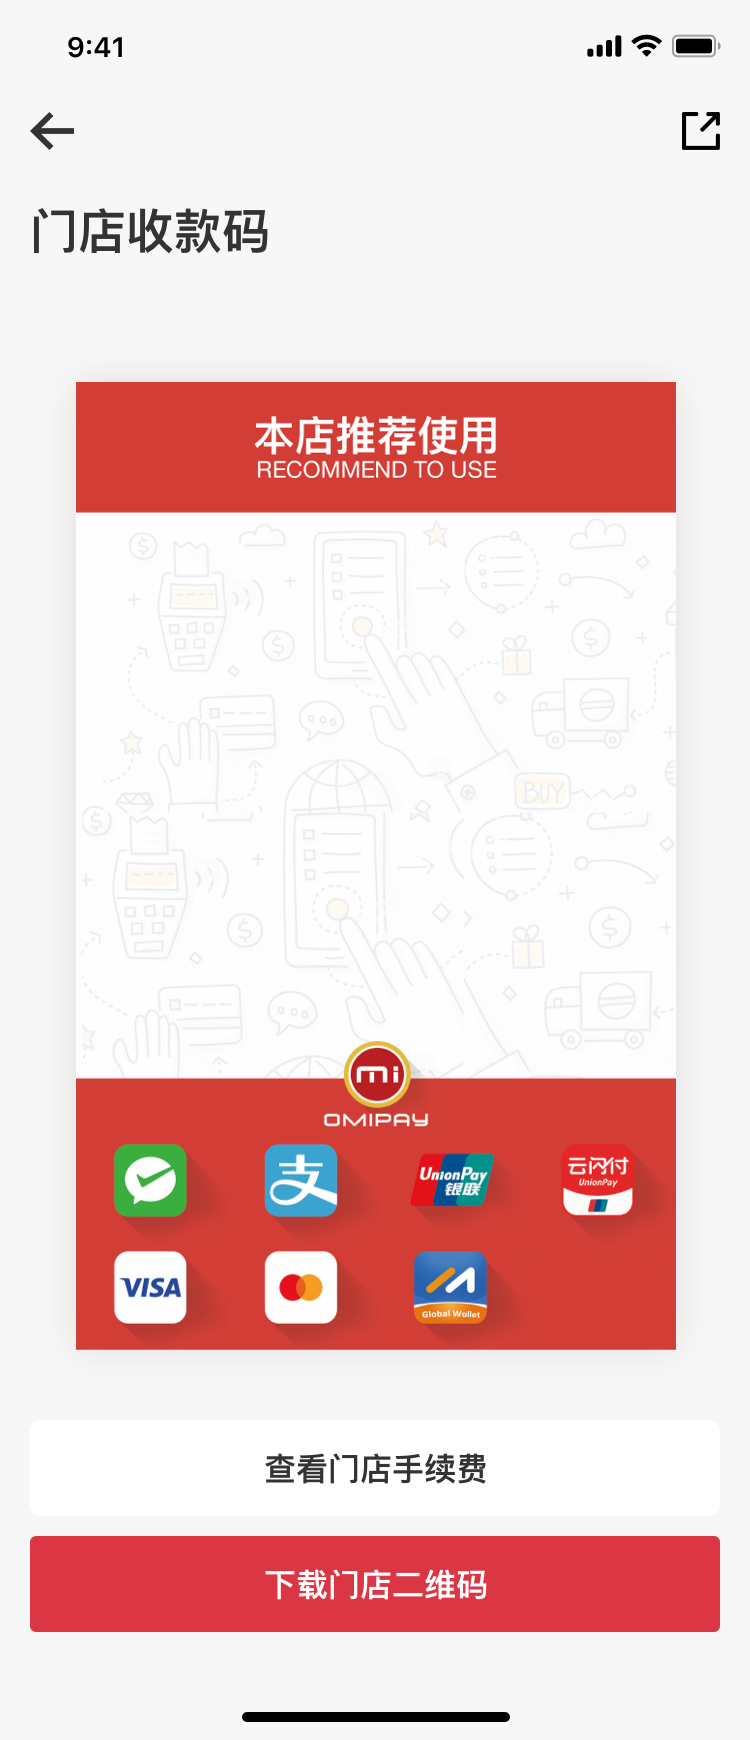 9:41
门店收款码
本店推荐使用
RECOMMEND TO USE
BUY
mi
OMIPAY
支
UnionPay
银联
云闪付
UnionPay
VISA
Global Wallet
查看门店手续费
下载门店二维码